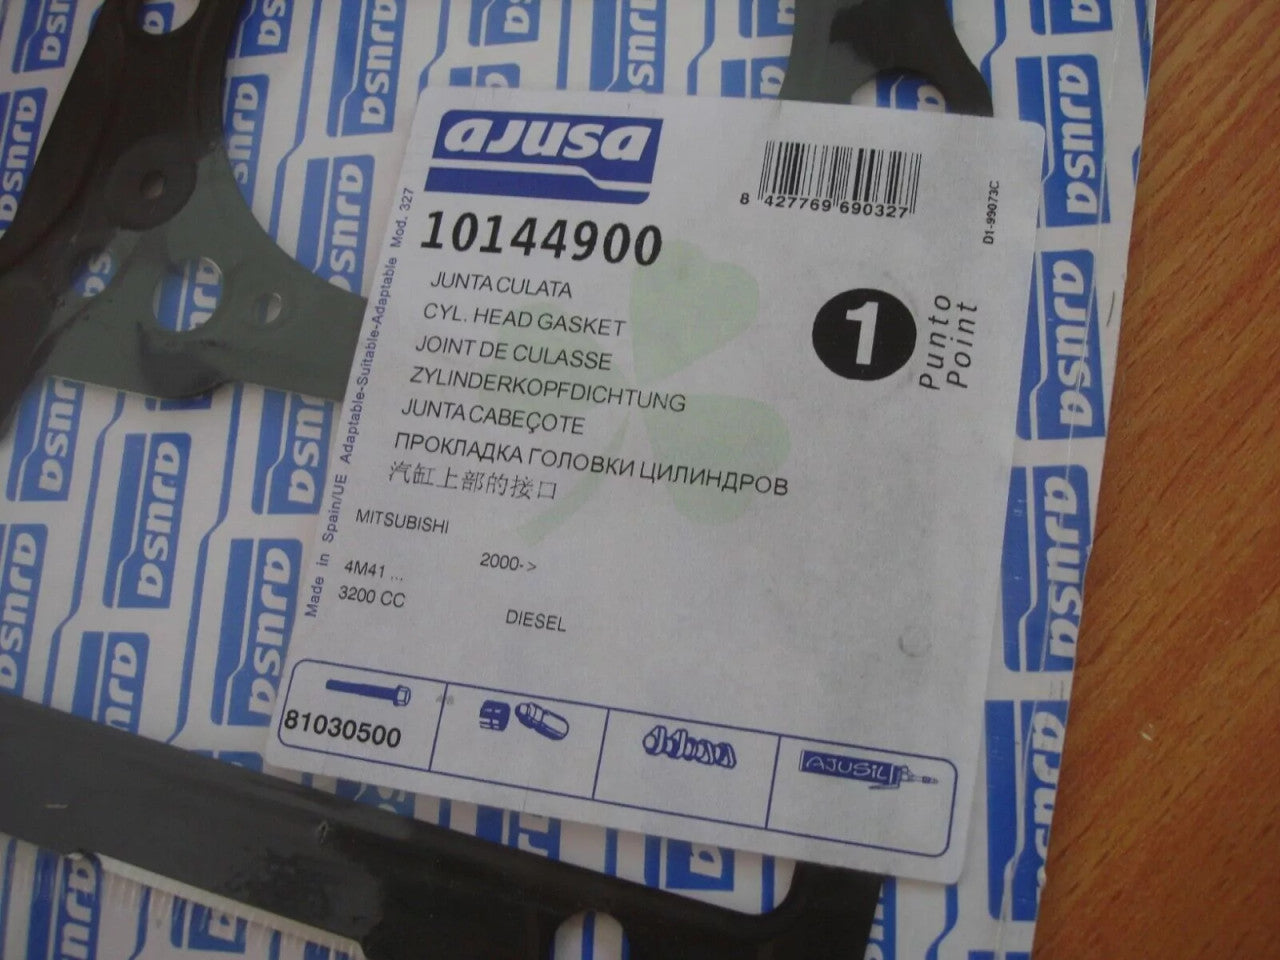 ajusa
8 427769 690327
D1-99073C
10144900
JUNTA CULATA
CYL. HEAD GASKET
JOINT DE CULASSE
ZYLINDERKOPFDICHTUNG
JUNTA CABEÇOTE
ПРОКЛАДКА ГОЛОВКИ ЦИЛИНДРОВ
汽缸上部的接口
1
Punto
Point
MITSUBISHI
4M41 ...
2000->
3200 CC
DIESEL
Made in Spain/UE Adaptable-Suitable-Adaptable Mod. 327
81030500
AJUSIL